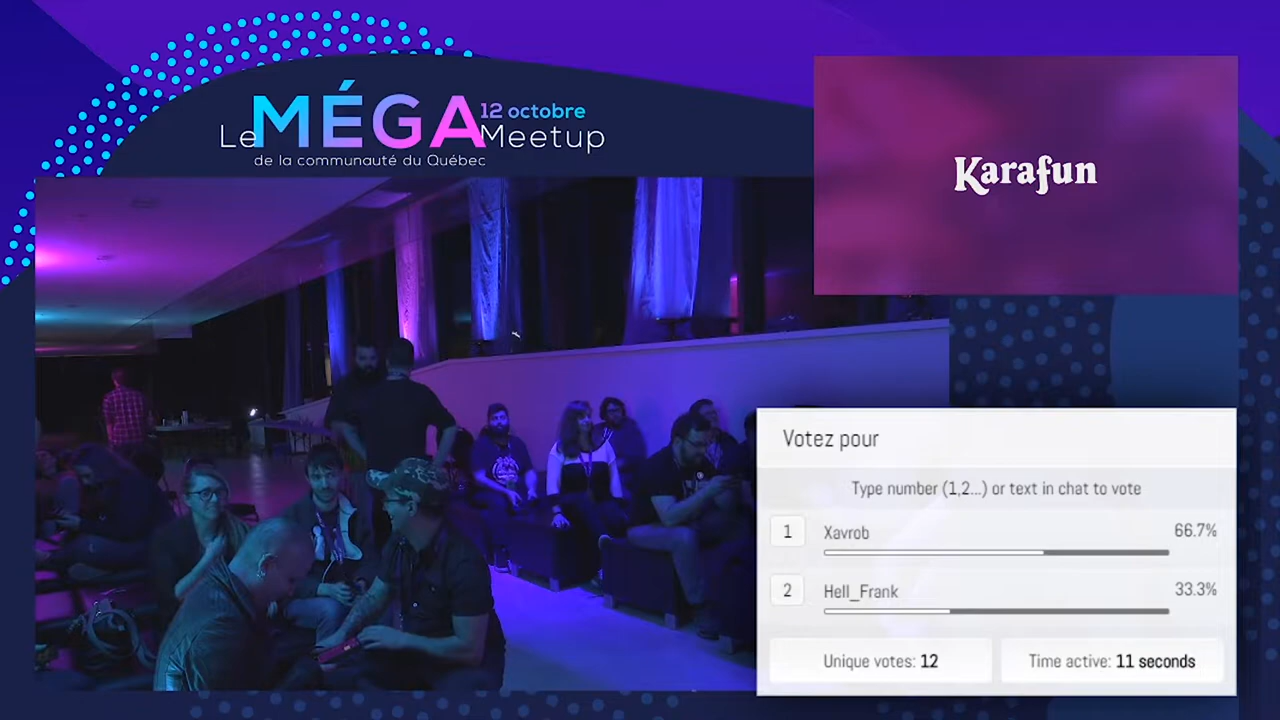 12 octobre
Le MÉGA Meetup
de la communauté du Québec
Karafun
Votez pour
Type number (1,2...) or text in chat to vote
1 Xavrob 66.7%
2 Hell_Frank 33.3%
Unique votes: 12 Time active: 11 seconds